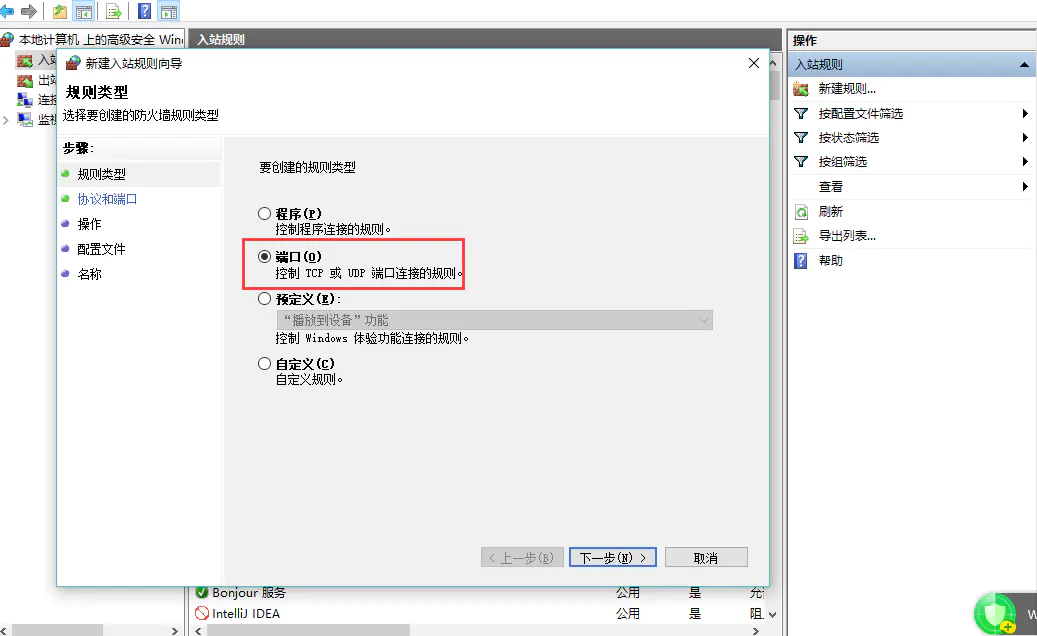 本地计算机 上的高级安全 Win
入站规则
操作
入
出站
连接
监视
新建入站规则向导
规则类型
选择要创建的防火墙规则类型
步骤:
规则类型
协议和端口
操作
配置文件
名称
要创建的规则类型
程序(P)
控制程序连接的规则。
端口(O)
控制 TCP 或 UDP 端口连接的规则。
预定义(E):
“播放到设备”功能
控制 Windows 体验功能连接的规则。
自定义(C)
自定义规则。
< 上一步(B)
下一步(N) >
取消
入站规则
新建规则...
按配置文件筛选
按状态筛选
按组筛选
查看
刷新
导出列表...
帮助
Bonjour 服务 公用 是 允
IntelliJ IDEA 公用 是 阻
W